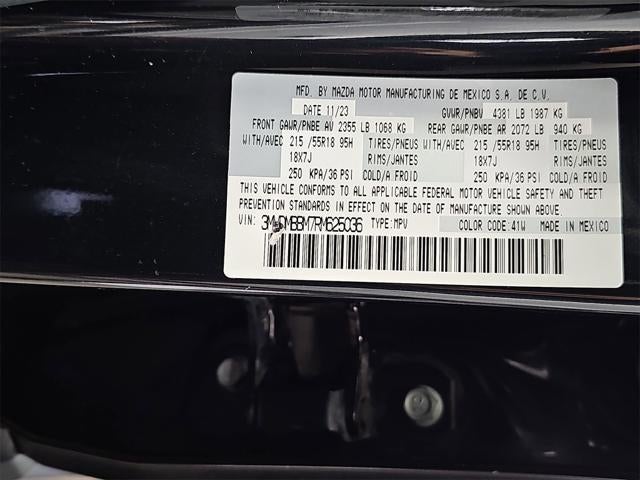 MFD. BY MAZDA MOTOR MANUFACTURING DE MEXICO S.A. DE C.V.
DATE 11/23 GVWR/PNBV 4381 LB 1987 KG
FRONT GAWR/PNBE AV 2355 LB 1068 KG REAR GAWR/PNBE AR 2072 LB 940 KG
WITH/AVEC 215 /55R18 95H TIRES/PNEUS WITH/AVEC 215 /55R18 95H TIRES/PNEUS
18X7J RIMS/JANTES 18X7J RIMS/JANTES
250 KPA/36 PSI COLD/A FROID 250 KPA/36 PSI COLD/A FROID
THIS VEHICLE CONFORMS TO ALL APPLICABLE FEDERAL MOTOR VEHICLE SAFETY AND THEFT
PREVENTION STANDARDS IN EFFECT ON THE DATE OF MANUFACTURE SHOWN ABOVE.
VIN: TYPE:MPV COLOR CODE:41W MADE IN MEXICO